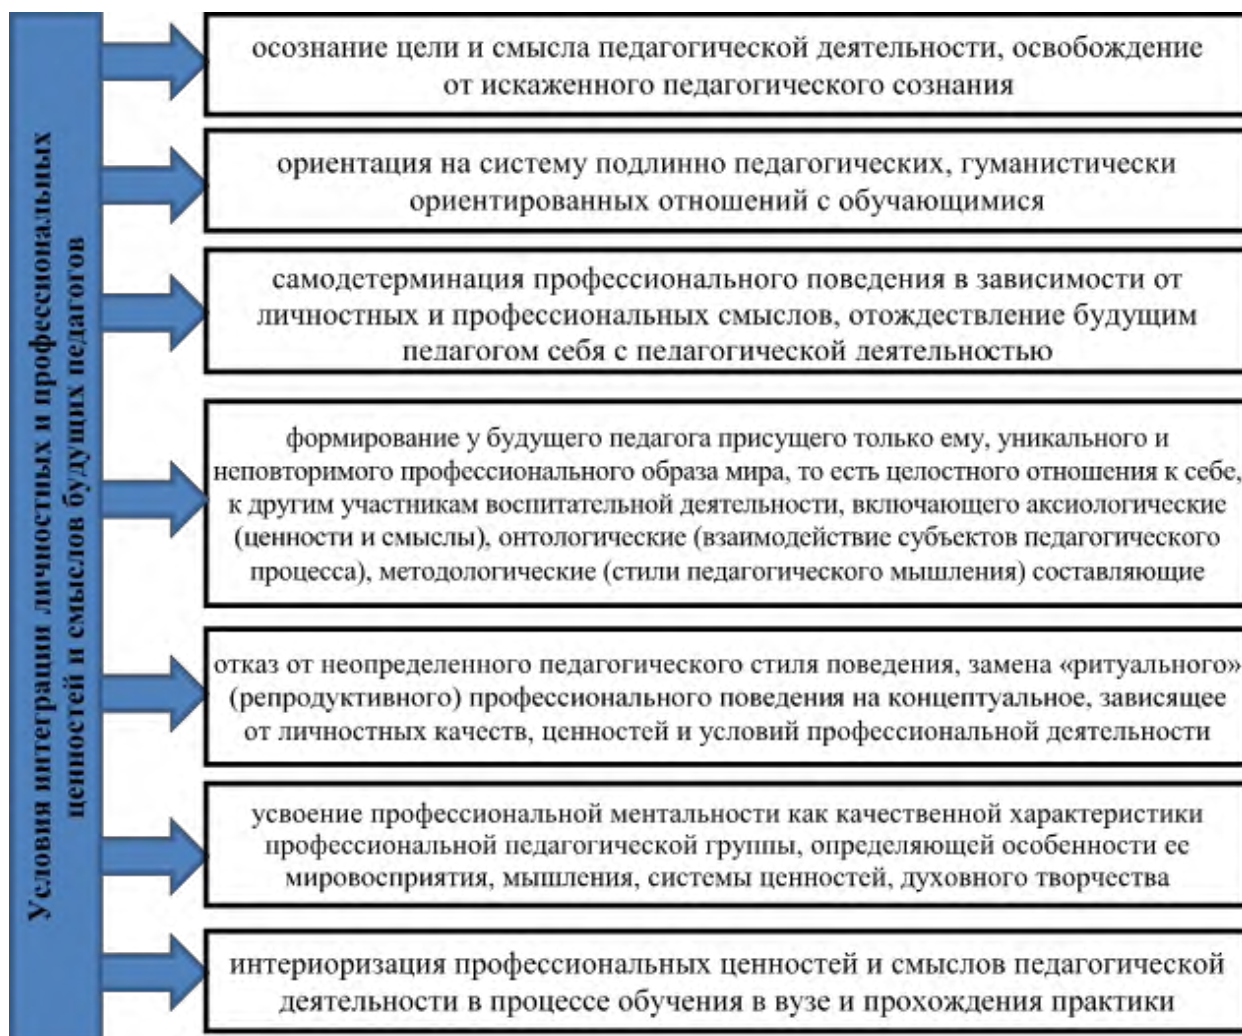 Условия интеграции личностных и профессиональных
ценностей и смыслов будущих педагогов
осознание цели и смысла педагогической деятельности, освобождение
от искаженного педагогического сознания
ориентация на систему подлинно педагогических, гуманистически
ориентированных отношений с обучающимися
самодетерминация профессионального поведения в зависимости от
личностных и профессиональных смыслов, отождествление будущим
педагогом себя с педагогической деятельностью
формирование у будущего педагога присущего только ему, уникального и
неповторимого профессионального образа мира, то есть целостного отношения к себе,
к другим участникам воспитательной деятельности, включающего аксиологические
(ценности и смыслы), онтологические (взаимодействие субъектов педагогического
процесса), методологические (стили педагогического мышления) составляющие
отказ от неопределенного педагогического стиля поведения, замена «ритуального»
(репродуктивного) профессионального поведения на концептуальное, зависящее
от личностных качеств, ценностей и условий профессиональной деятельности
усвоение профессиональной ментальности как качественной характеристики
профессиональной педагогической группы, определяющей особенности ее
мировосприятия, мышления, системы ценностей, духовного творчества
интериоризация профессиональных ценностей и смыслов педагогической
деятельности в процессе обучения в вузе и прохождения практики